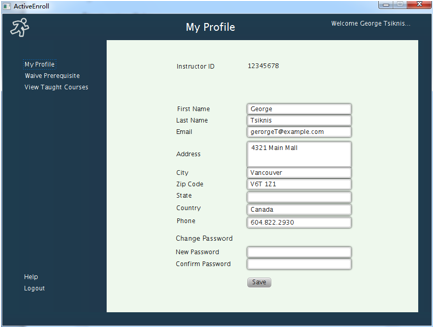 ActiveEnroll
My Profile
Welcome George Tsiknis...
My Profile
Waive Prerequisite
View Taught Courses
Instructor ID 12345678
First Name George
Last Name Tsiknis
Email gerorgeT@example.com
Address 4321 Main Mall
City Vancouver
Zip Code V6T 1Z1
State
Country Canada
Phone 604.822.2930
Change Password
New Password
Confirm Password
Save
Help
Logout